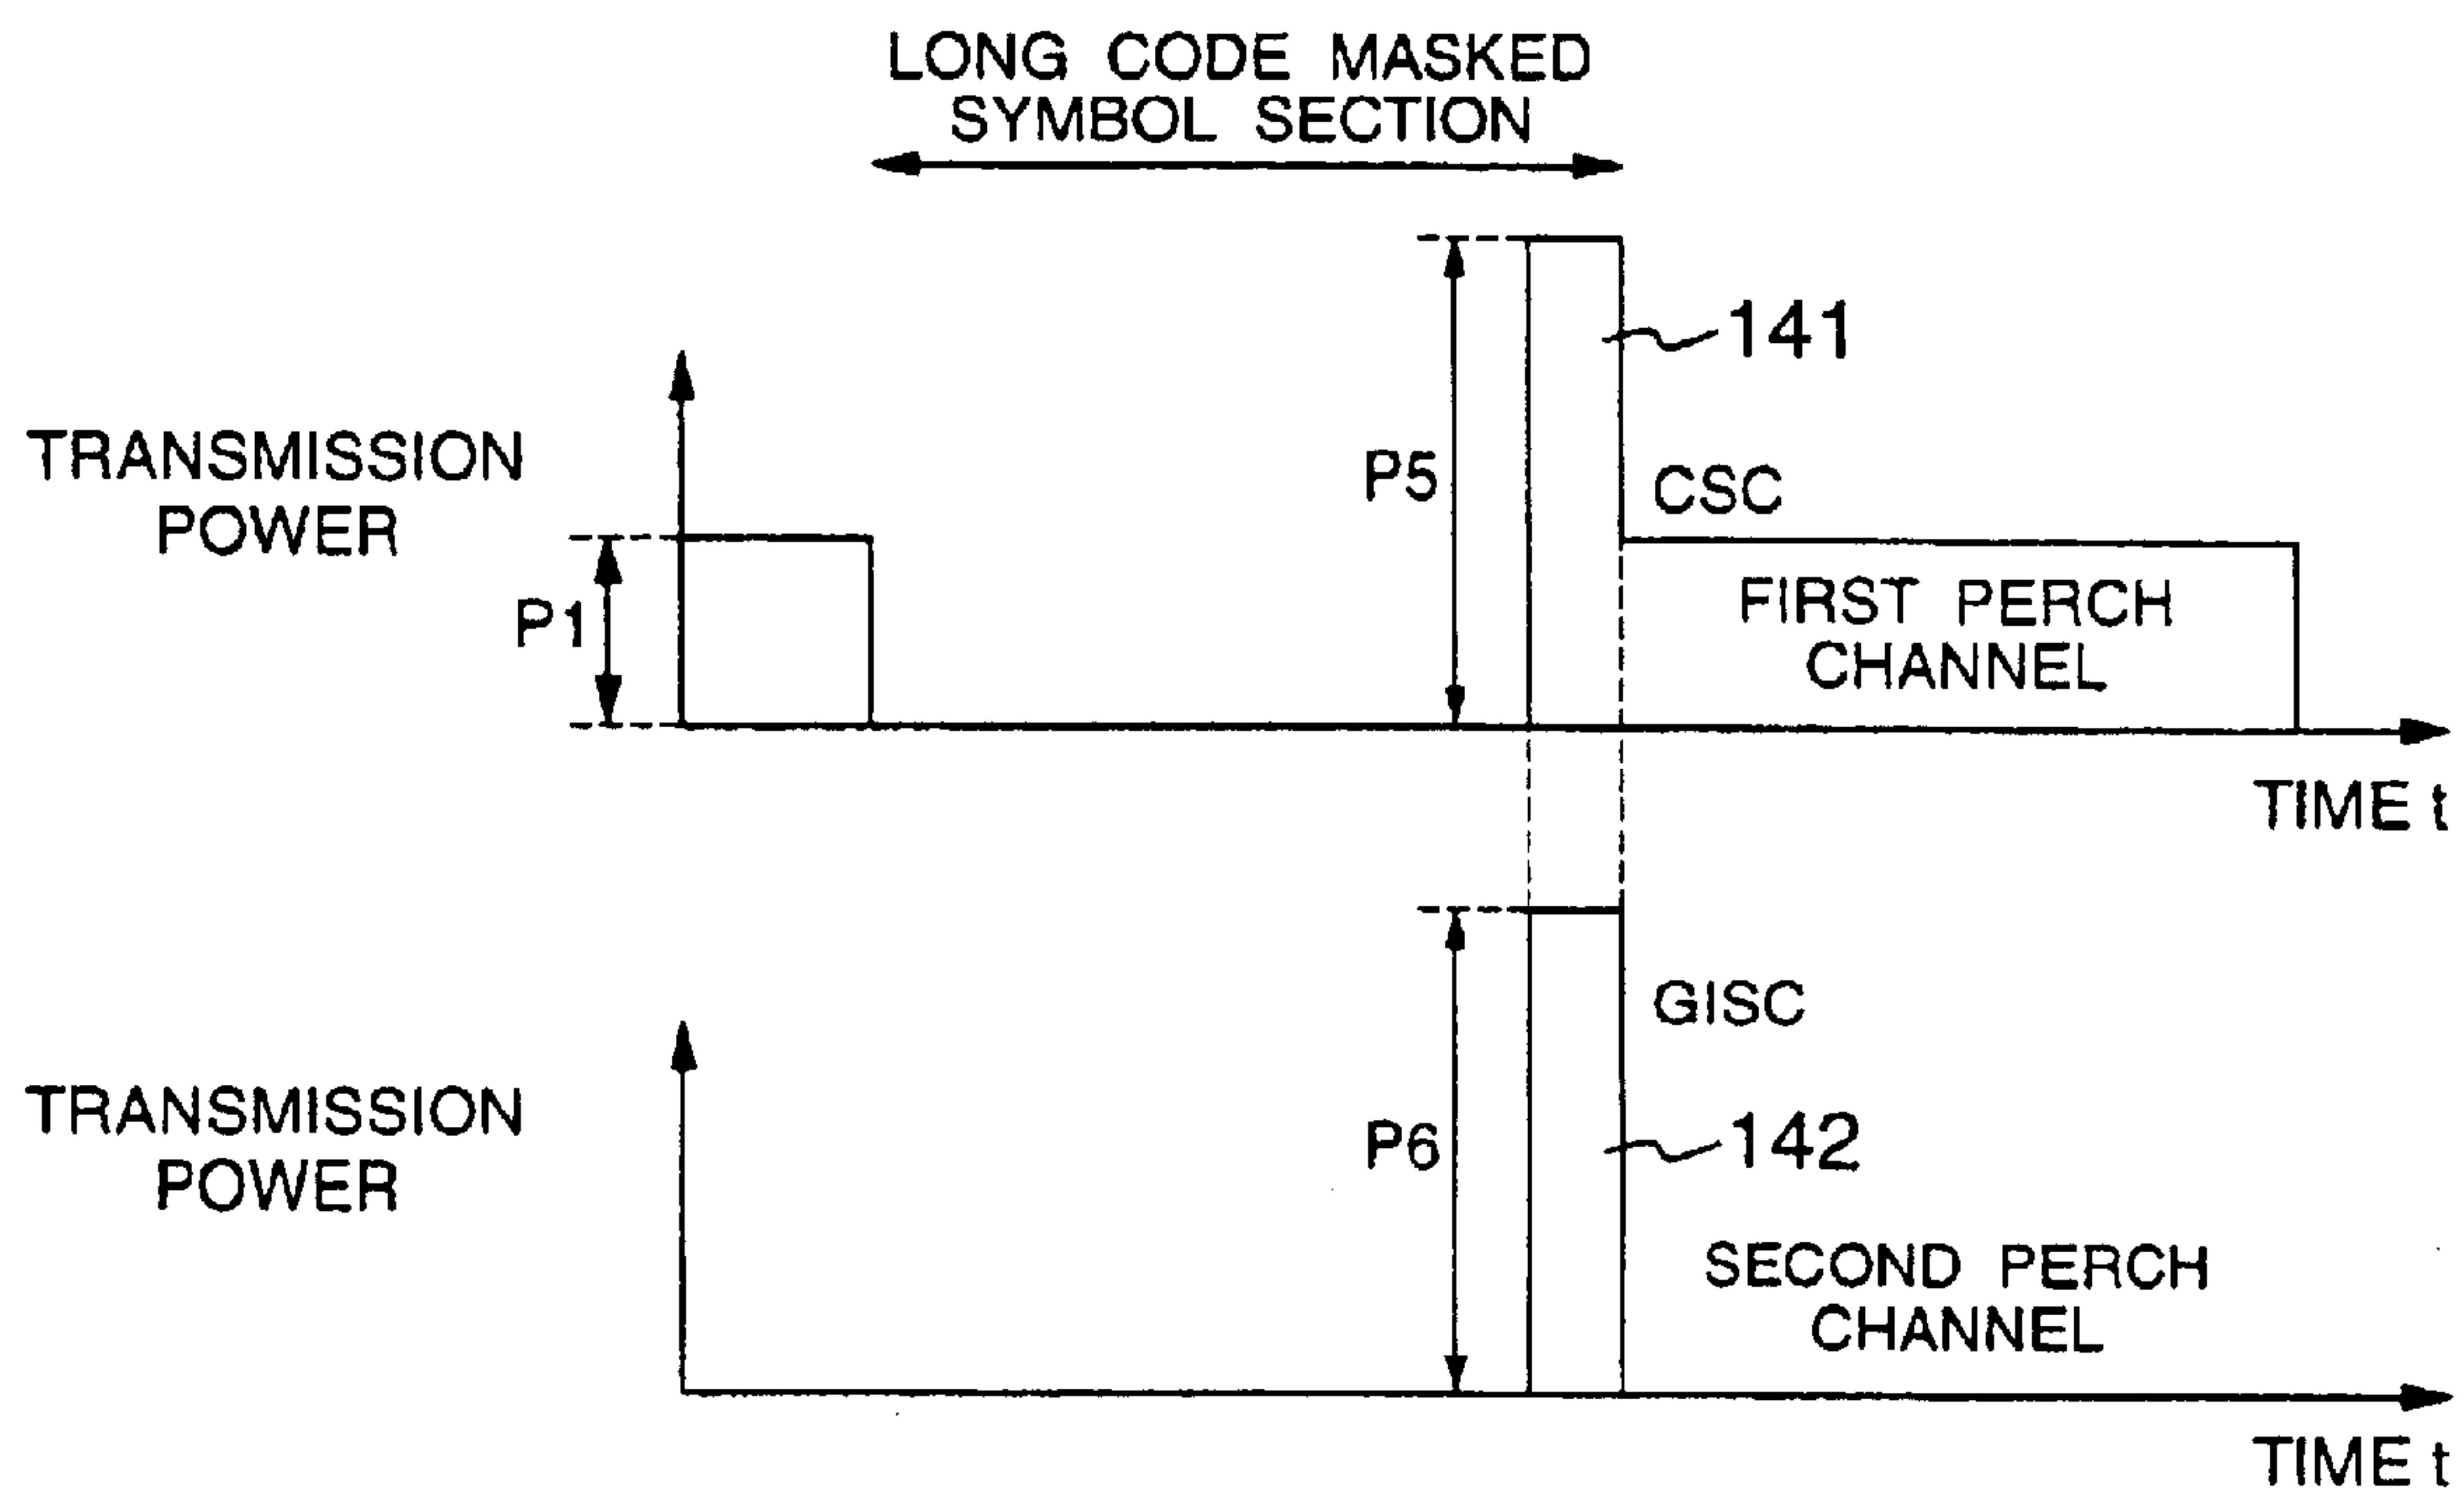 LONG CODE MASKED
SYMBOL SECTION
141
TRANSMISSION
POWER
P5
CSC
P1
FIRST PERCH
CHANNEL
TIME t
GISC
TRANSMISSION
POWER
P6
142
SECOND PERCH
CHANNEL
TIME t